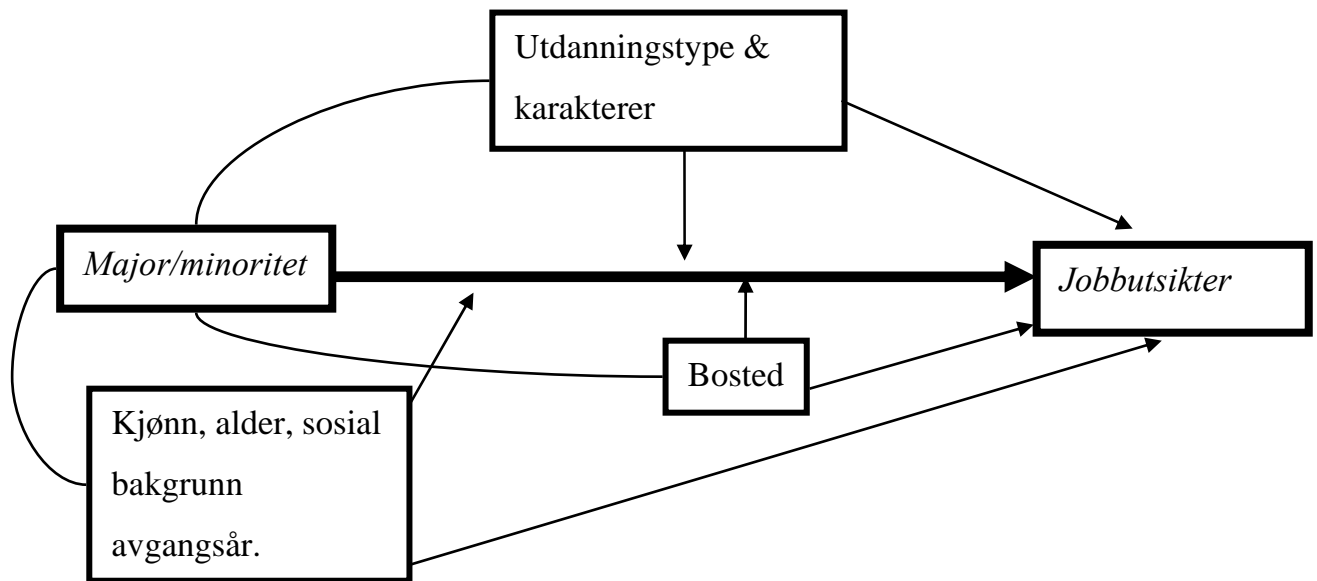 Utdanningstype &
karakterer
Major/minoritet
Jobbutsikter
Bosted
Kjønn, alder, sosial
bakgrunn
avgangsår.